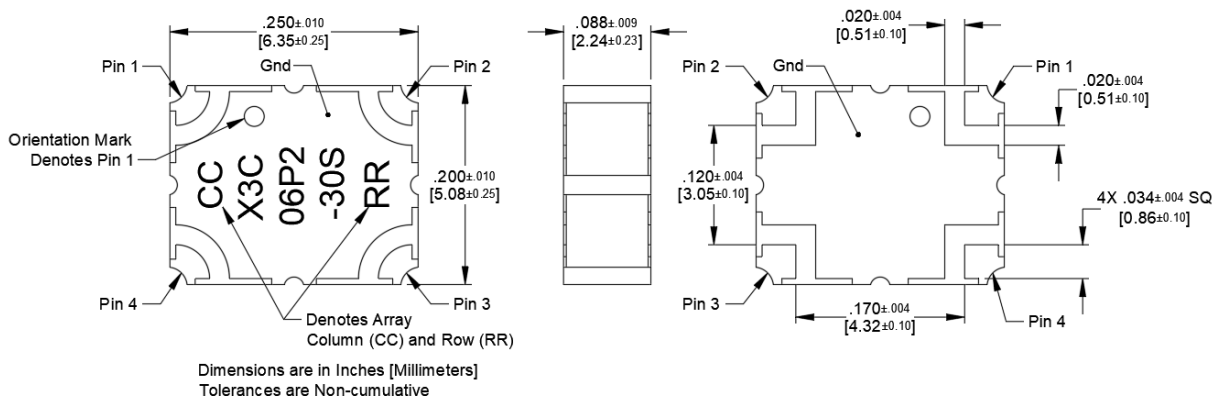 .250±.010
[6.35±0.25]
Pin 1
Gnd
Pin 2
Orientation Mark
Denotes Pin 1
CC
X3C
06P2
-30S
RR
.200±.010
[5.08±0.25]
Pin 4
Pin 3
Denotes Array
Column (CC) and Row (RR)
Dimensions are in Inches [Millimeters]
Tolerances are Non-cumulative
.088±.009
[2.24±0.23]
.020±.004
[0.51±0.10]
Pin 2
Gnd
Pin 1
.020±.004
[0.51±0.10]
.120±.004
[3.05±0.10]
4X .034±.004 SQ
[0.86±0.10]
Pin 3
.170±.004
[4.32±0.10]
Pin 4